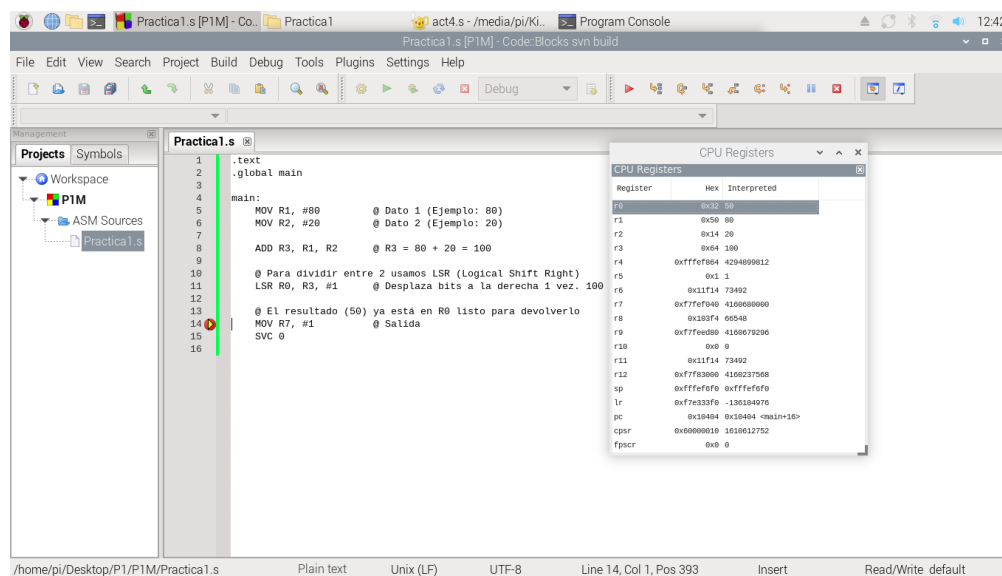 Practica1.s [P1M] - Co..
Practica1
act4.s - /media/pi/Ki..
Program Console
12:42
Practica1.s [P1M] - Code::Blocks svn build
File Edit View Search Project Build Debug Tools Plugins Settings Help
Debug
Management
Projects Symbols
Workspace
P1M
ASM Sources
Practica1.s
Practica1.s
1 .text
2 .global main
3
4 main:
5 MOV R1, #80 @ Dato 1 (Ejemplo: 80)
6 MOV R2, #20 @ Dato 2 (Ejemplo: 20)
7
8 ADD R3, R1, R2 @ R3 = 80 + 20 = 100
9
10 @ Para dividir entre 2 usamos LSR (Logical Shift Right)
11 LSR R0, R3, #1 @ Desplaza bits a la derecha 1 vez. 100
12
13 @ El resultado (50) ya está en R0 listo para devolverlo
14 MOV R7, #1 @ Salida
15 SVC 0
16
CPU Registers
CPU Registers
Register Hex Interpreted
r0 0x32 50
r1 0x50 80
r2 0x14 20
r3 0x64 100
r4 0xfffef864 4294899812
r5 0x1 1
r6 0x11f14 73492
r7 0xf7fef040 4160680000
r8 0x103f4 66548
r9 0xf7feed80 4160679296
r10 0x0 0
r11 0x11f14 73492
r12 0xf7f83000 4160237568
sp 0xfffef6f0 0xfffef6f0
lr 0xf7e333f0 -136104976
pc 0x10404 0x10404 <main+16>
cpsr 0x60000010 1610612752
fpscr 0x0 0
/home/pi/Desktop/P1/P1M/Practica1.s
Plain text
Unix (LF)
UTF-8
Line 14, Col 1, Pos 393
Insert
Read/Write default